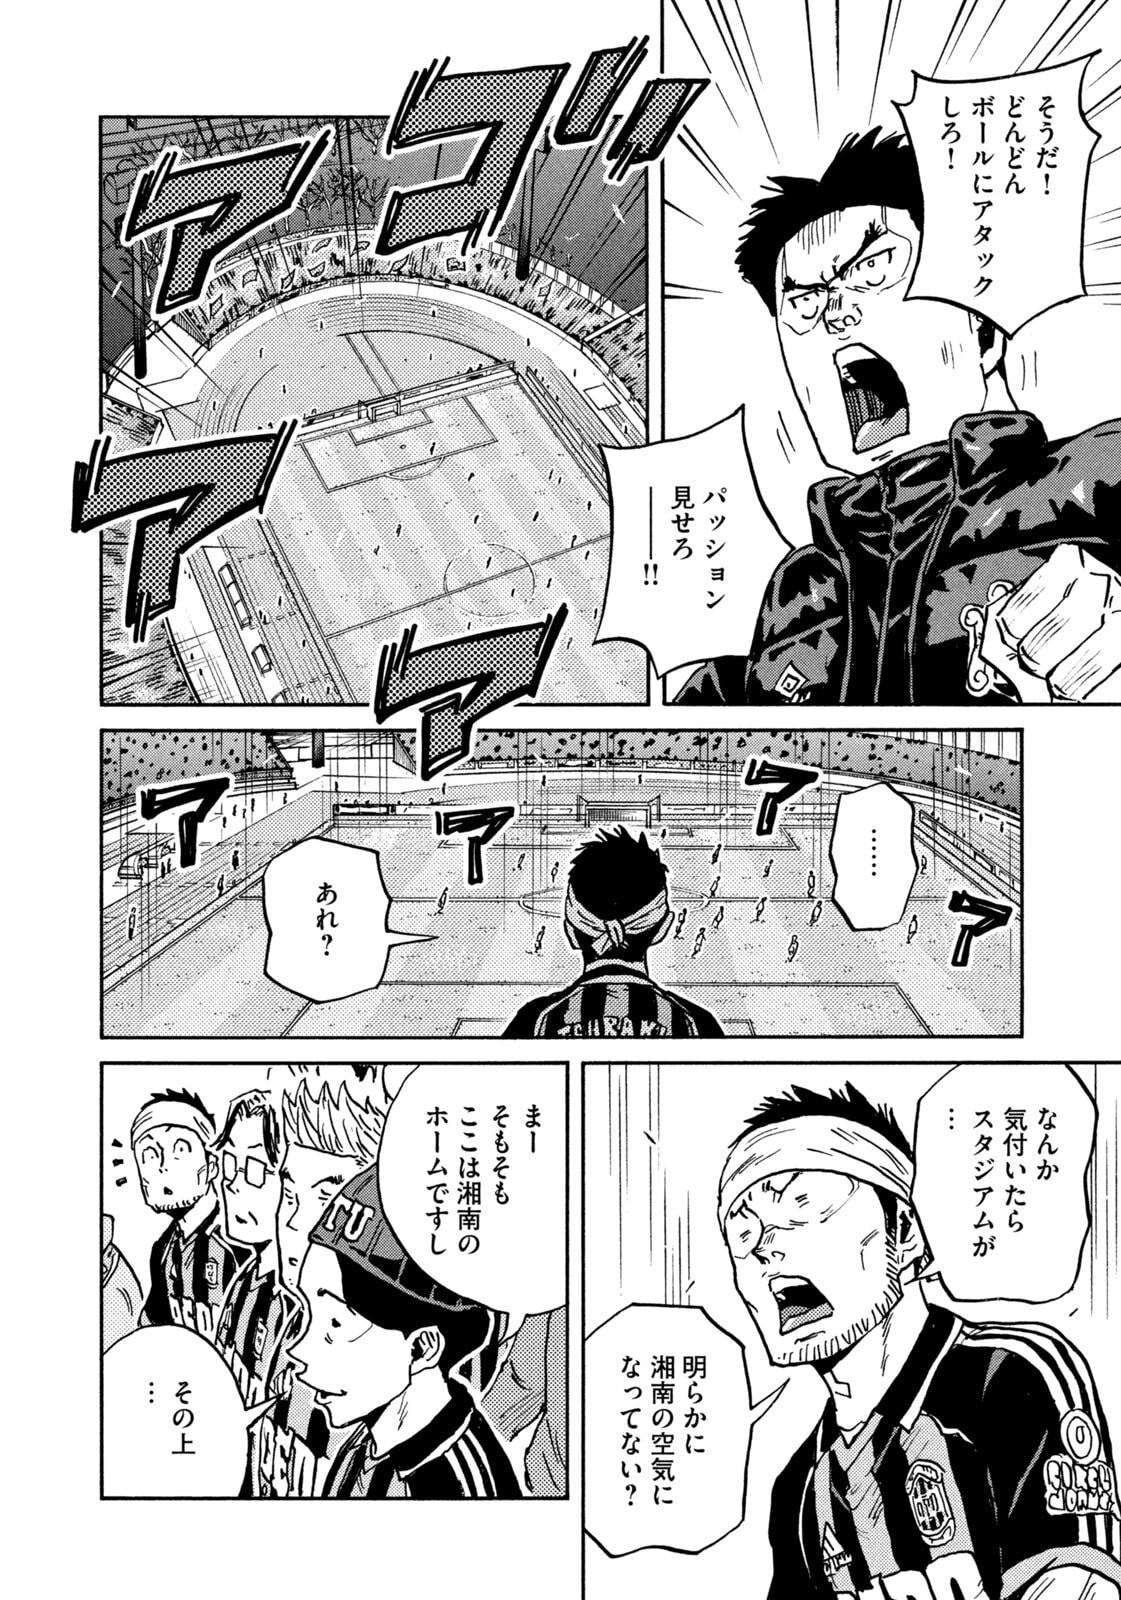 そうだ!
どんどん
ボールにアタック
しろ!
パッション
見せろ
――!!
ゴゴ
ア
ア
ア
ア
ア
ア
ア
……
あれ?
なんか
気付いたら
スタジアムが
…
明らかに
湘南の空気に
なってない?
まー
そもそも
ここは湘南の
ホームですし
その上
…
TU